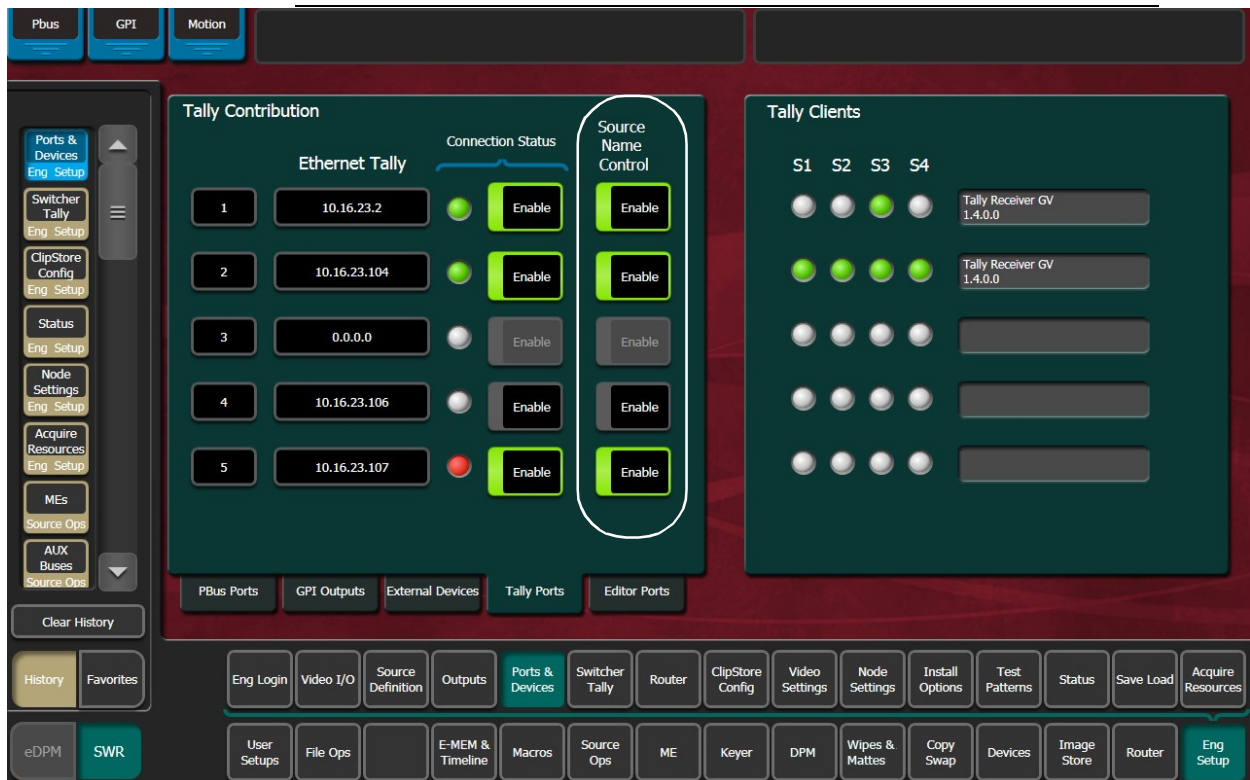 Pbus
GPI
Motion
Ports &
Devices
Eng Setup
Switcher
Tally
Eng Setup
ClipStore
Config
Eng Setup
Status
Eng Setup
Node
Settings
Eng Setup
Acquire
Resources
Eng Setup
MEs
Source Ops
AUX
Buses
Source Ops
Clear History
History
Favorites
eDPM
SWR
Tally Contribution
Ethernet Tally
Connection Status
Source
Name
Control
1
10.16.23.2
Enable
Enable
2
10.16.23.104
Enable
Enable
3
0.0.0.0
Enable
Enable
4
10.16.23.106
Enable
Enable
5
10.16.23.107
Enable
Enable
PBus Ports
GPI Outputs
External Devices
Tally Ports
Editor Ports
Tally Clients
S1 S2 S3 S4
Tally Receiver GV
1.4.0.0
Tally Receiver GV
1.4.0.0
Eng Login
Video I/O
Source
Definition
Outputs
Ports &
Devices
Switcher
Tally
Router
ClipStore
Config
Video
Settings
Node
Settings
Install
Options
Test
Patterns
Status
Save Load
Acquire
Resources
User
Setups
File Ops
E-MEM &
Timeline
Macros
Source
Ops
ME
Keyer
DPM
Wipes &
Mattes
Copy
Swap
Devices
Image
Store
Router
Eng
Setup